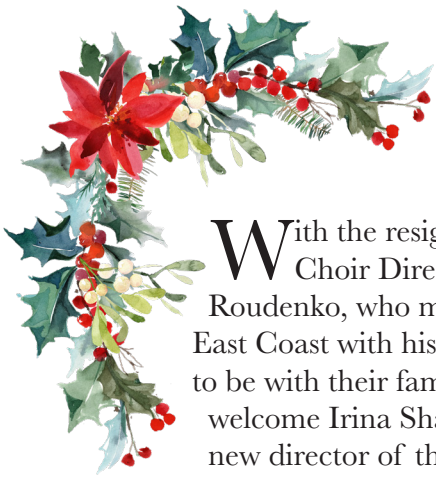 With the resig
Choir Dire
Roudenko, who m
East Coast with his
to be with their fam
welcome Irina Sha
new director of th